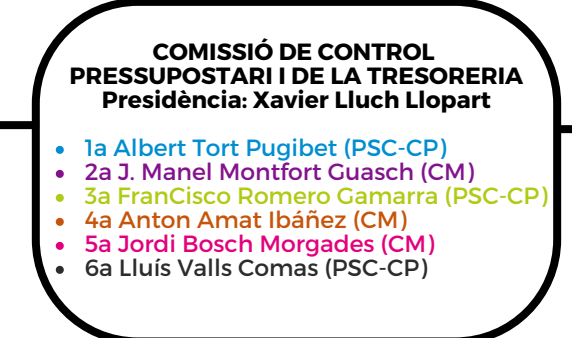 COMISSIÓ DE CONTROL
PRESSUPOSTARI I DE LA TRESORERIA
Presidència: Xavier Lluch Llopart
• 1a Albert Tort Pugibet (PSC-CP)
• 2a J. Manel Montfort Guasch (CM)
• 3a FranCisco Romero Gamarra (PSC-CP)
• 4a Anton Amat Ibáñez (CM)
• 5a Jordi Bosch Morgades (CM)
• 6a Lluís Valls Comas (PSC-CP)